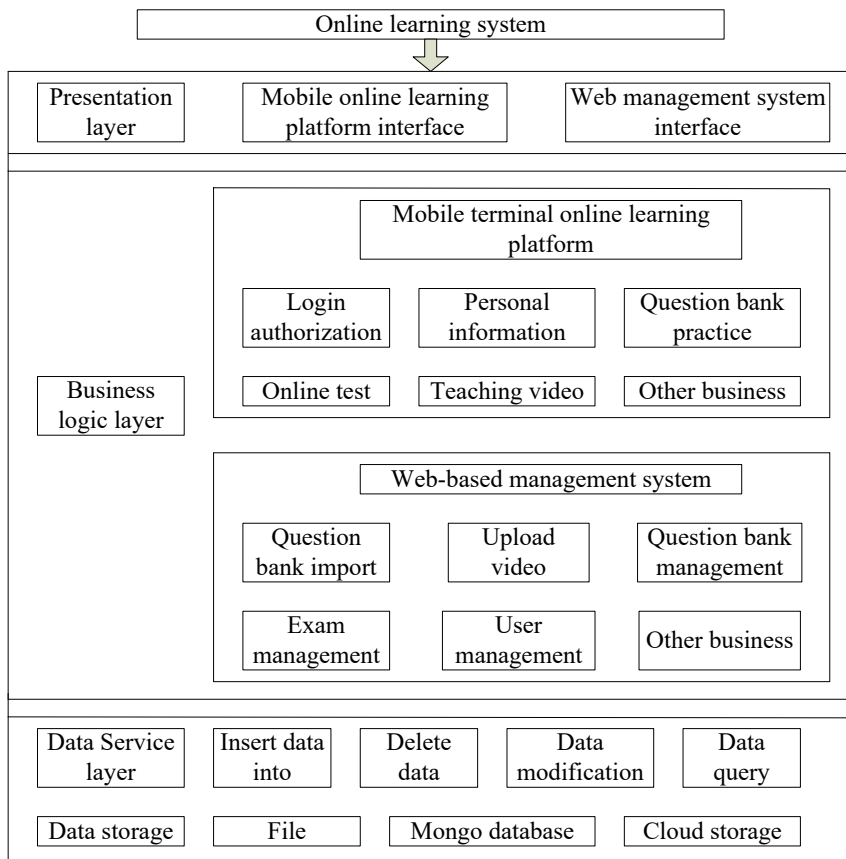 Online learning system
Presentation
layer
Mobile online learning
platform interface
Web management system
interface
Business
logic layer
Mobile terminal online learning
platform
Login
authorization
Personal
information
Question bank
practice
Online test
Teaching video
Other business
Web-based management system
Question
bank import
Upload
video
Question bank
management
Exam
management
User
management
Other business
Data Service
layer
Insert data
into
Delete
data
Data
modification
Data
query
Data storage
File
Mongo database
Cloud storage